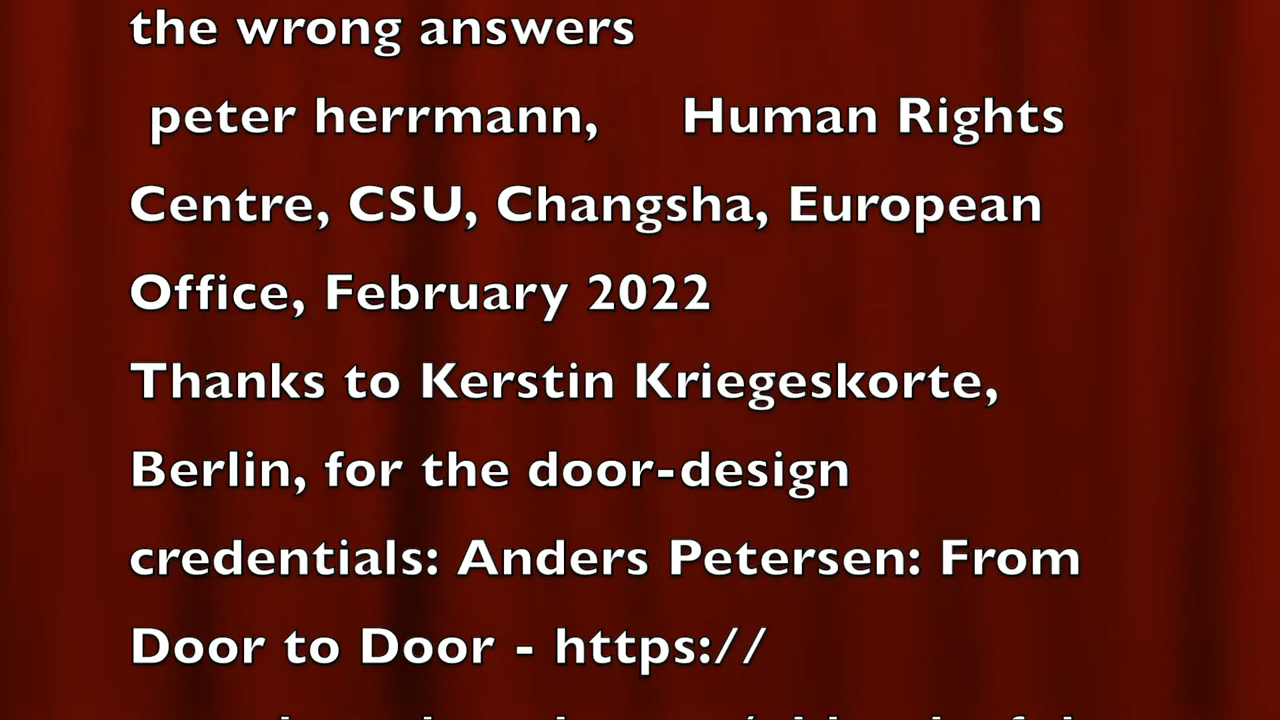 the wrong answers
peter herrmann, Human Rights
Centre, CSU, Changsha, European
Office, February 2022
Thanks to Kerstin Kriegeskorte,
Berlin, for the door-design
credentials: Anders Petersen: From
Door to Door - https://